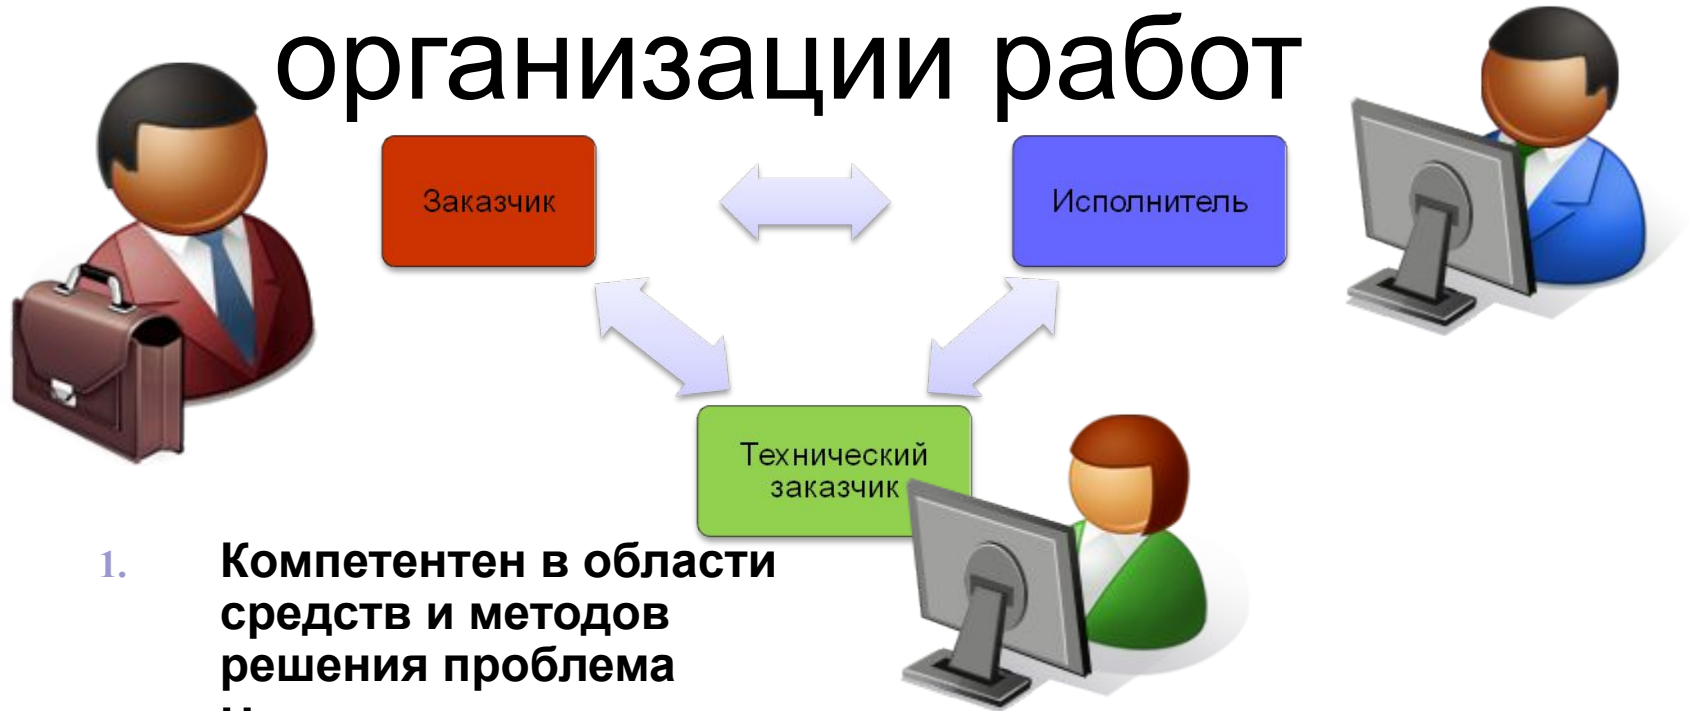 организации работ
Заказчик
Исполнитель
Технический
заказчик
1. Компетентен в области
средств и методов
решения проблема